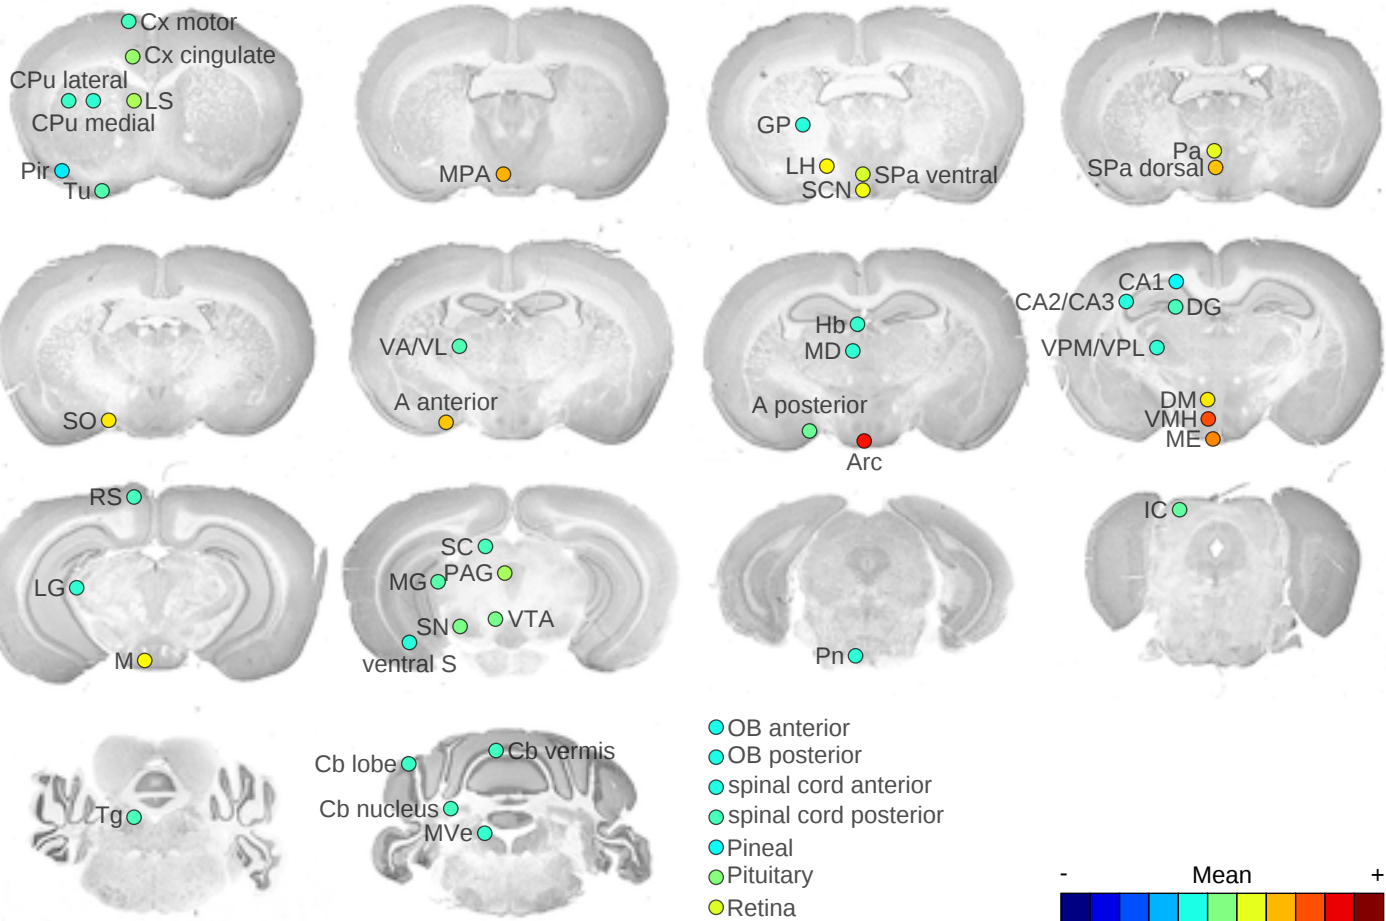 Cx motor
Cx cingulate
CPu lateral
LS
CPu medial
Pir
Tu
MPA
GP
LH
SPa ventral
SCN
Pa
SPa dorsal
SO
VA/VL
A anterior
Hb
MD
A posterior
Arc
CA1
CA2/CA3
DG
VPM/VPL
DM
VMH
ME
RS
LG
M
SC
MG
PAG
SN
VTA
ventral S
Pn
IC
Tg
Cb lobe
Cb vermis
Cb nucleus
MVe
OB anterior
OB posterior
spinal cord anterior
spinal cord posterior
Pineal
Pituitary
Retina
- Mean +